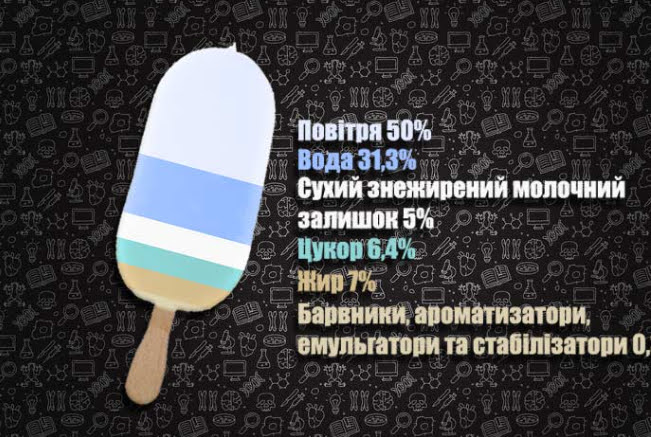 Повітря 50%
Вода 31,3%
Сухий знежирений молочний
залишок 5%
Цукор 6,4%
Жир 7%
Барвники, ароматизатори,
емульгатори та стабілізатори 0,